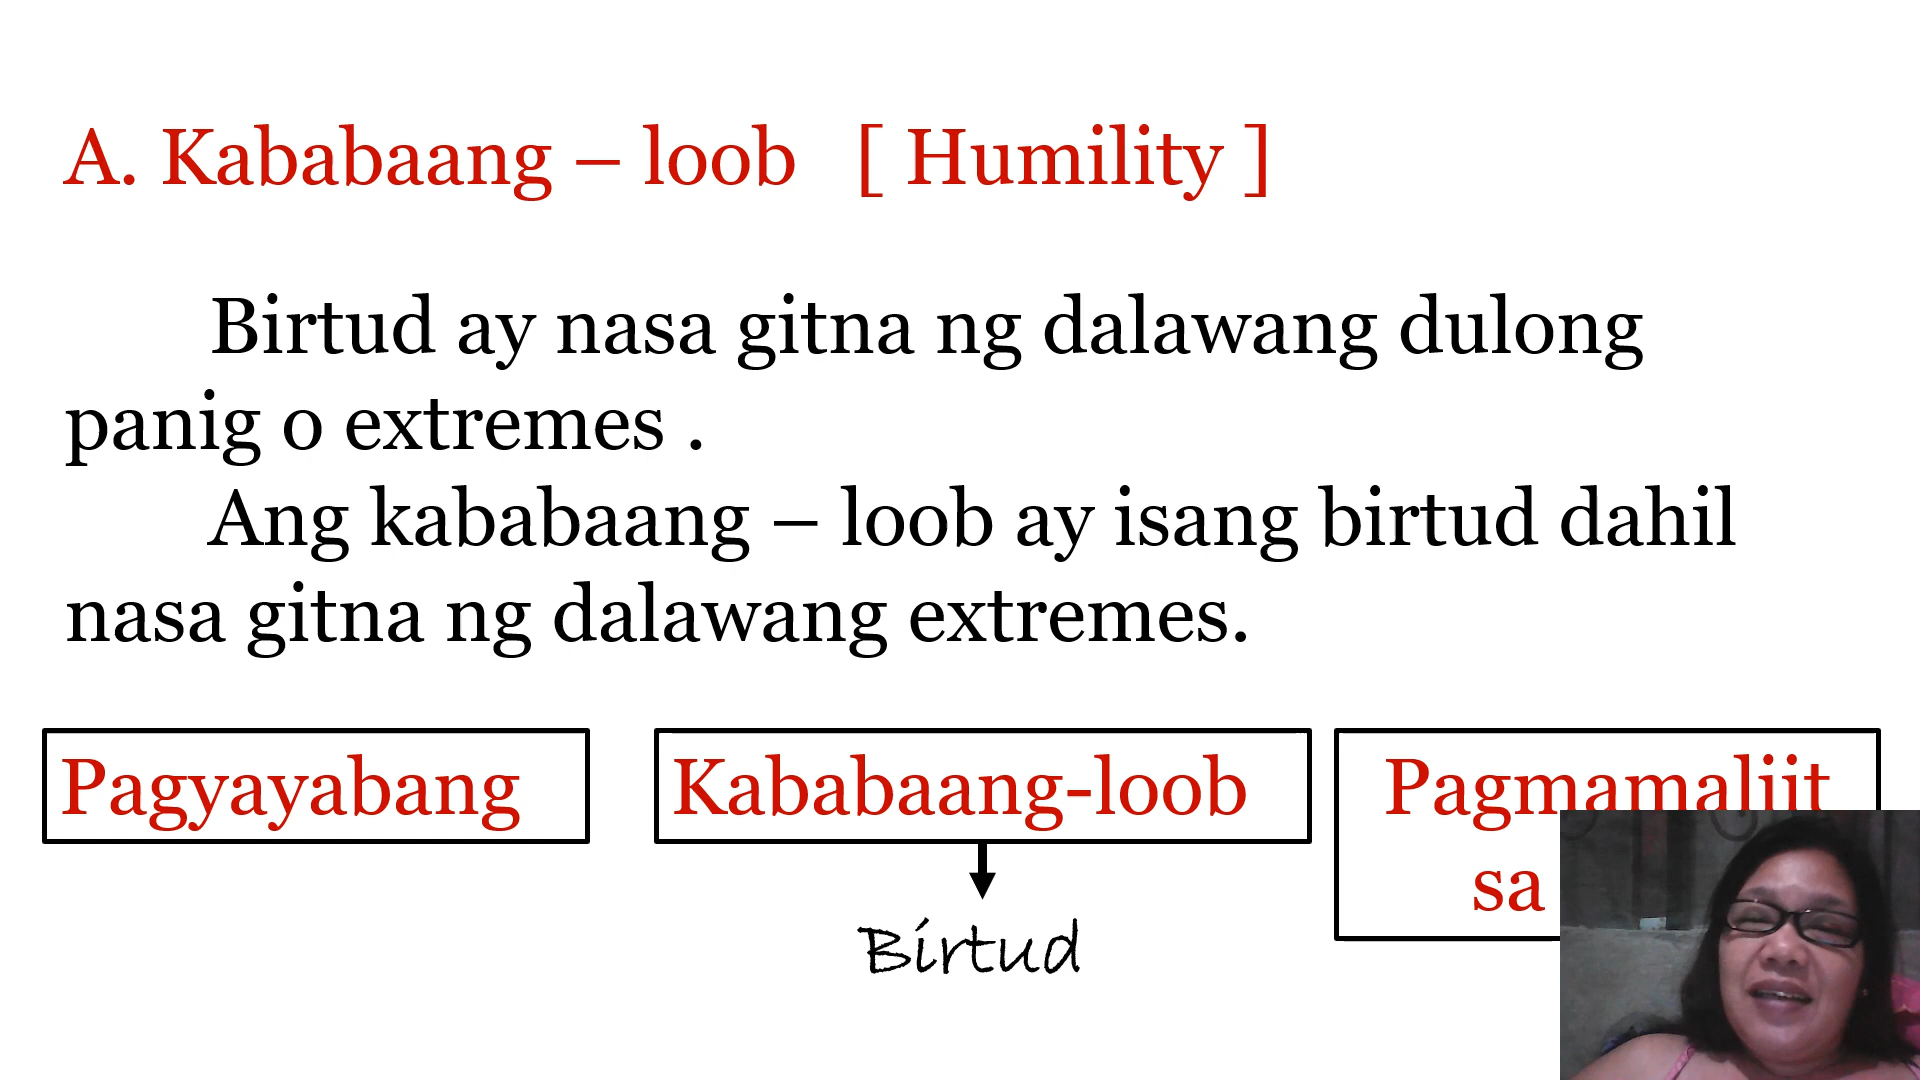 A. Kababaang – loob [ Humility ]
Birtud ay nasa gitna ng dalawang dulong
panig o extremes .
Ang kababaang – loob ay isang birtud dahil
nasa gitna ng dalawang extremes.
Pagyayabang
Kababaang-loob
Pagmamaliit
sa
Birtud